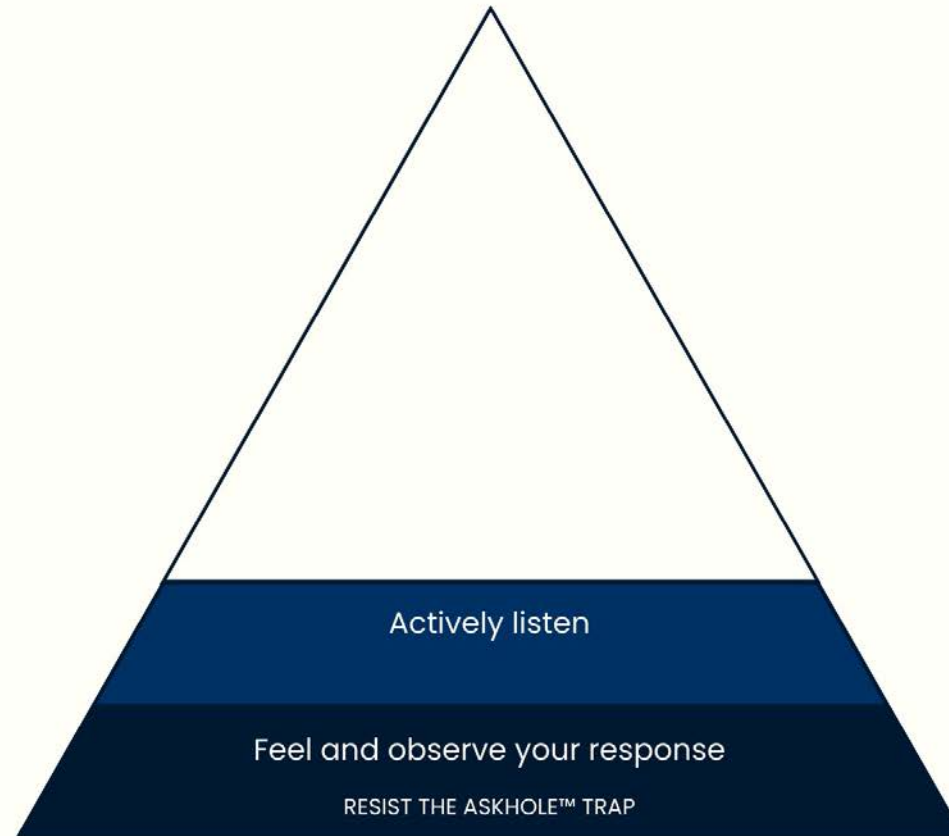 Actively listen
Feel and observe your response
RESIST THE ASKHOLE™ TRAP